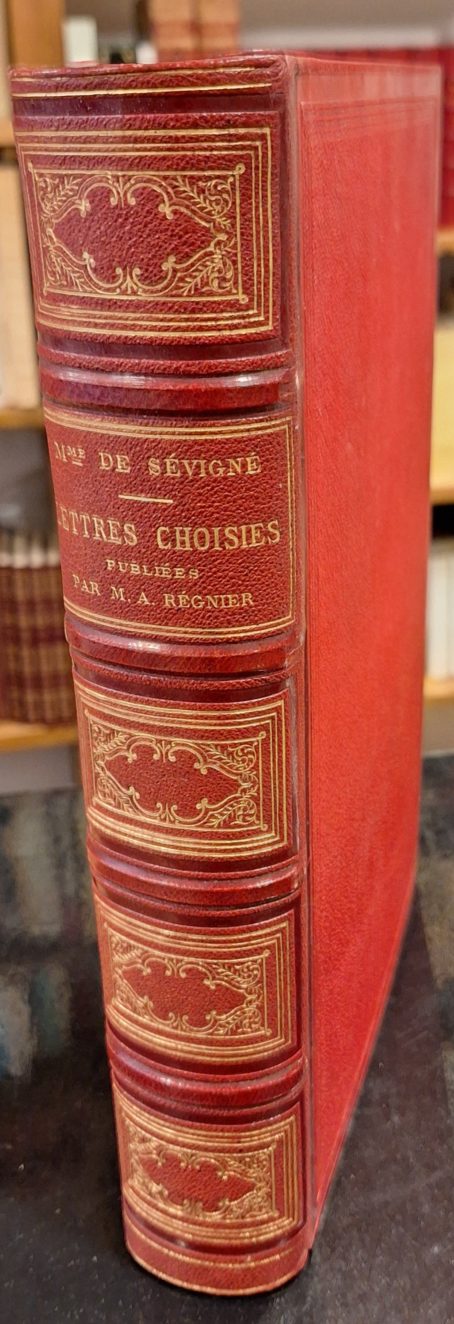 Mme DE SÉVIGNÉ
LETTRES CHOISIES
PUBLIÉES
PAR M. A. RÉGNIER